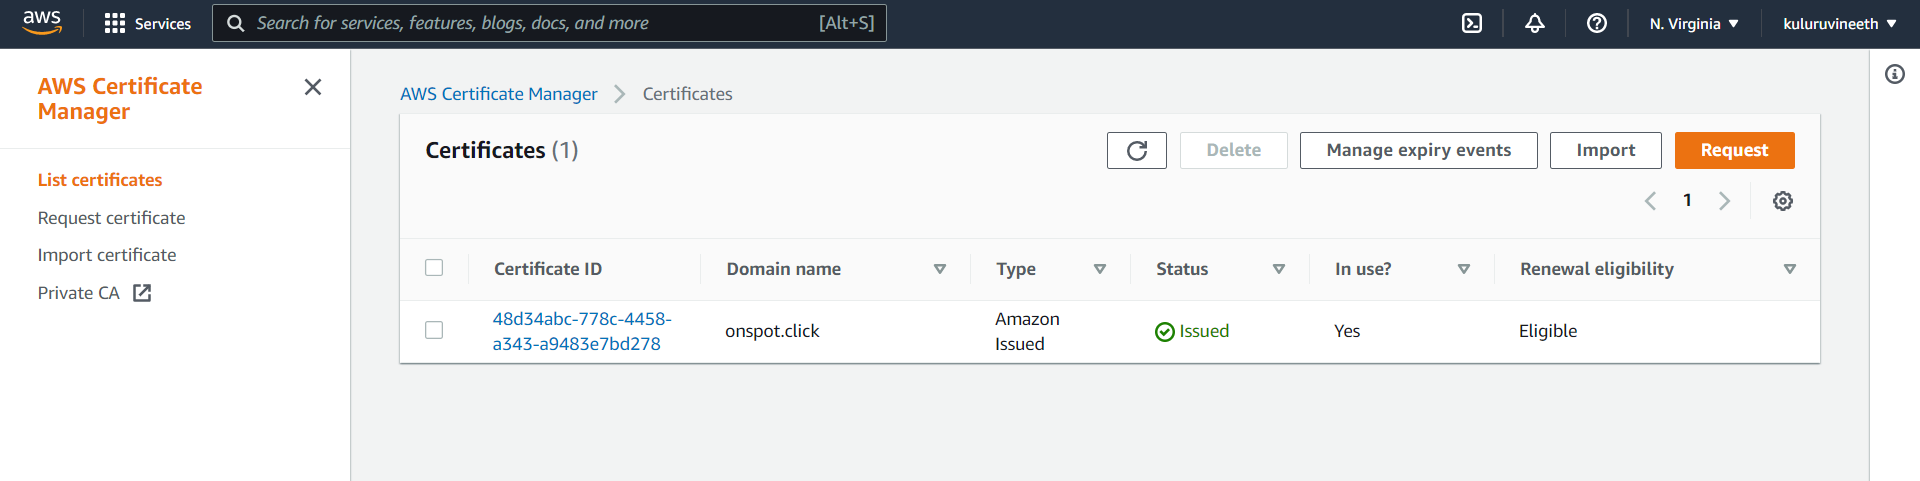 aws
Services
Search for services, features, blogs, docs, and more
[Alt+S]
N. Virginia
kuluruvineeth
AWS Certificate
Manager
List certificates
Request certificate
Import certificate
Private CA
AWS Certificate Manager
Certificates
Certificates (1)
Delete
Manage expiry events
Import
Request
1
Certificate ID
Domain name
Type
Status
In use?
Renewal eligibility
48d34abc-778c-4458-
a343-a9483e7bd278
onspot.click
Amazon
Issued
Issued
Yes
Eligible